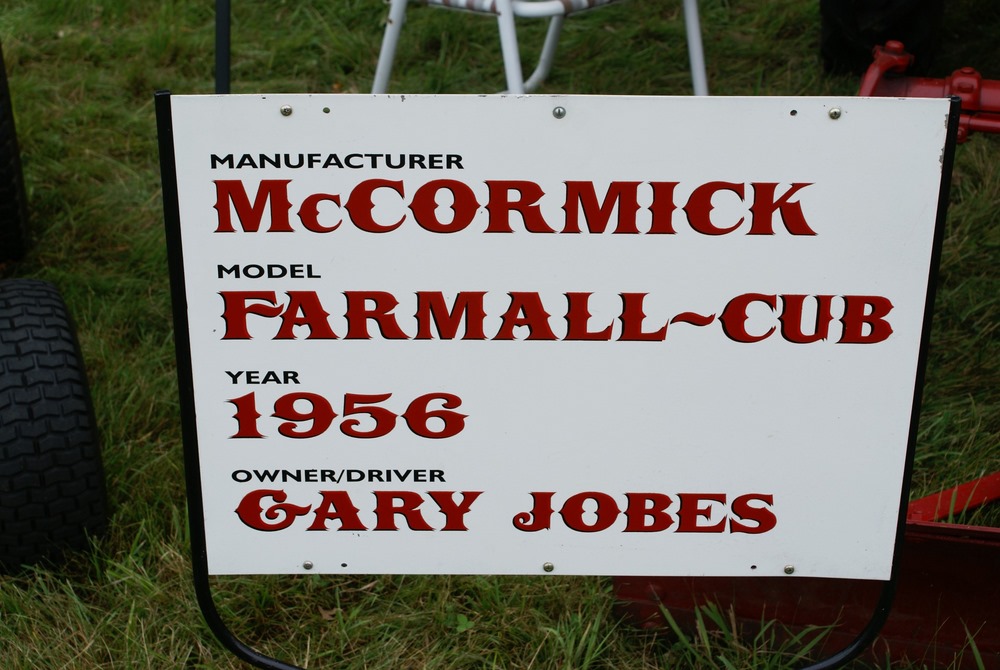 MANUFACTURER
McCORMICK
MODEL
FARMALL~CUB
YEAR
1956
OWNER/DRIVER
GARY JOBES